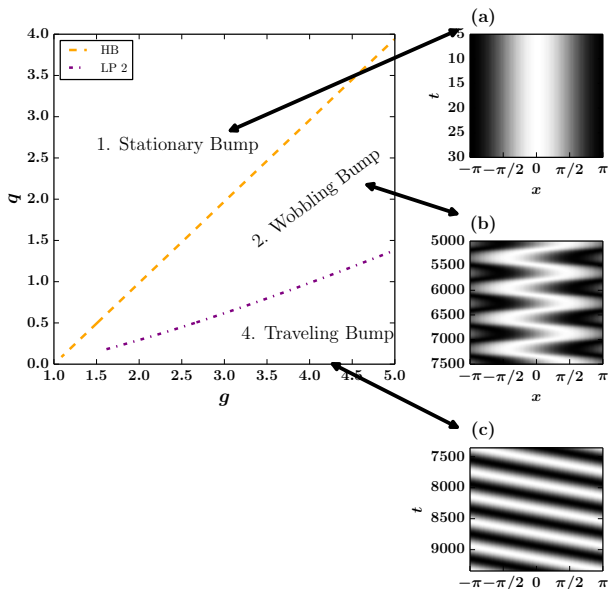 (a)
HB
LP 2
4.0
3.5
3.0
2.5
2.0
1.5
1.0
0.5
0.0
q
1. Stationary Bump
2. Wobbling Bump
4. Traveling Bump
1.0 1.5 2.0 2.5 3.0 3.5 4.0 4.5 5.0
g
5
10
15
20
25
30
t
−π −π/2 0 π/2 π
x
(b)
5000
5500
6000
6500
7000
7500
−π −π/2 0 π/2 π
x
(c)
7500
8000
8500
9000
t
−π −π/2 0 π/2 π
x